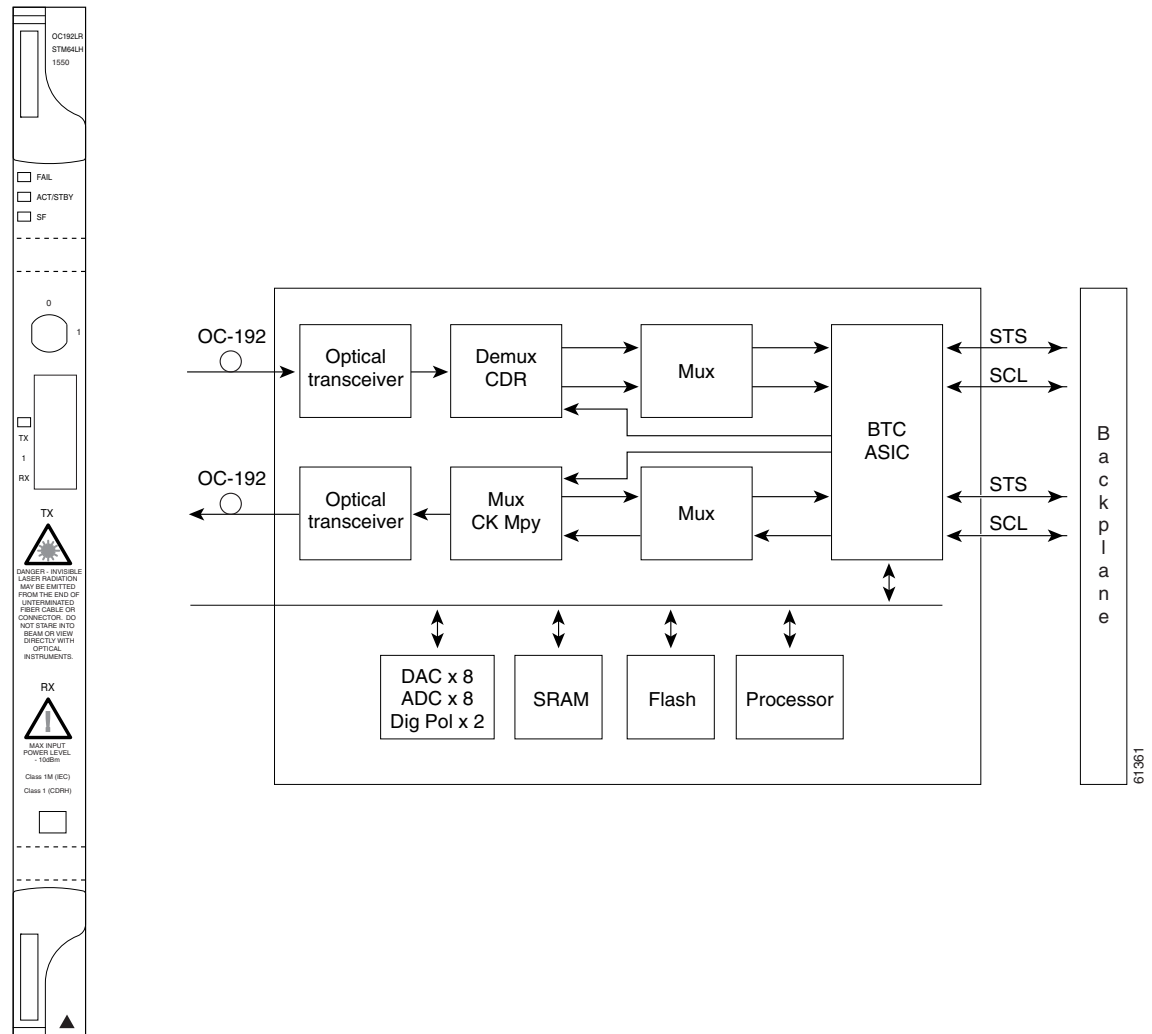 OC192LR
STM64LH
1550
FAIL
ACT/STBY
SF
0
1
TX
1
RX
TX
DANGER - INVISIBLE
LASER RADIATION
MAY BE EMITTED
FROM THE END OF
UNTERMINATED
FIBER CABLE OR
CONNECTOR. DO
NOT STARE INTO
BEAM OR VIEW
DIRECTLY WITH
OPTICAL
INSTRUMENTS.
RX
!
MAX INPUT
POWER LEVEL
- 10dBm
Class 1M (IEC)
Class 1 (CDRH)
OC-192
Optical
transceiver
Demux
CDR
Mux
BTC
ASIC
STS
SCL
OC-192
Optical
transceiver
Mux
CK Mpy
Mux
STS
SCL
DAC x 8
ADC x 8
Dig Pol x 2
SRAM
Flash
Processor
Backplane
61361